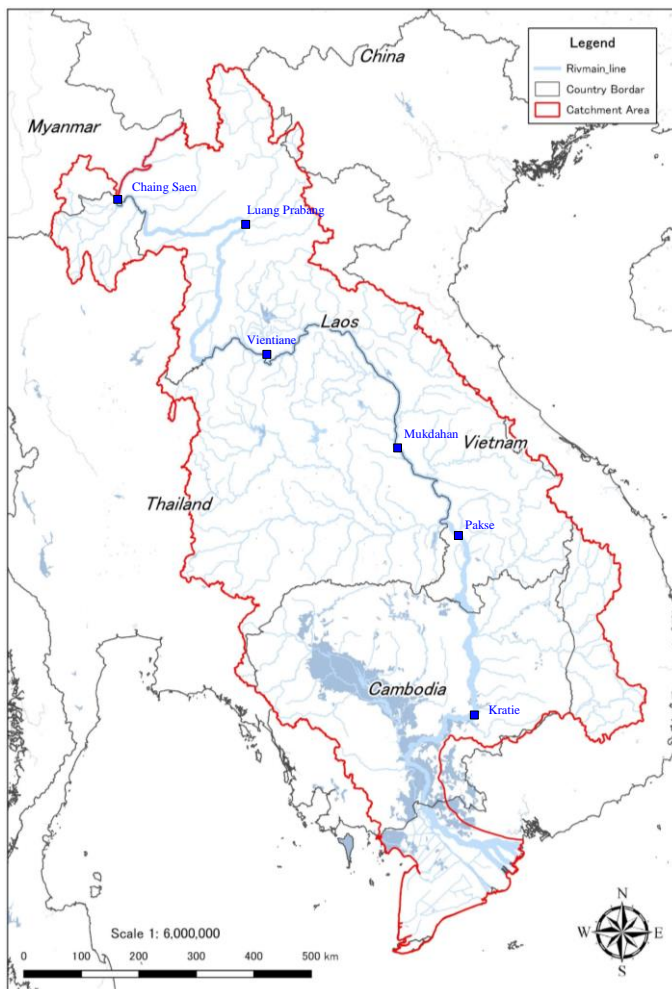 China
Legend
Rivmain_line
Country Bordar
Catchment Area
Myanmar
Chaing Saen
Luang Prabang
Laos
Vientiane
Mukdahan
Vietnam
Thailand
Pakse
Cambodia
Kratie
N
W E
S
Scale 1: 6,000,000
0 100 200 300 400 500 km